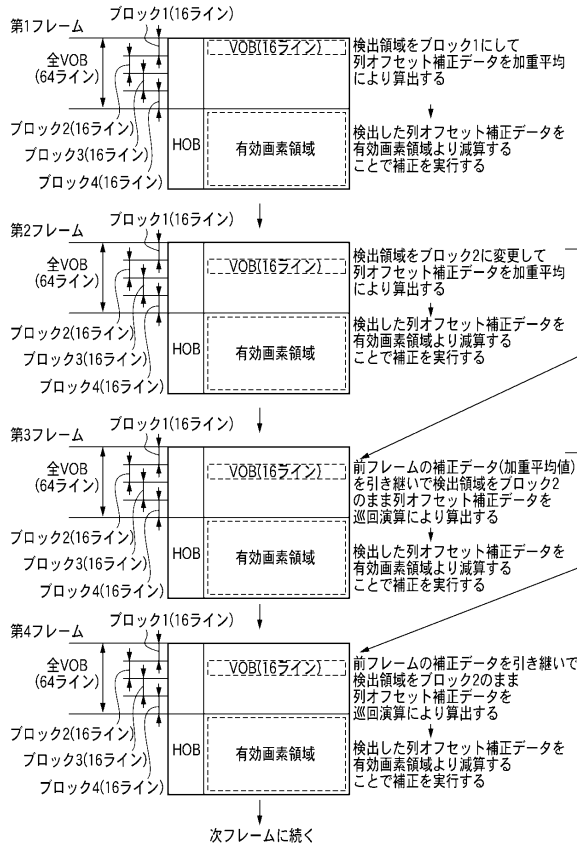 第1フレーム
ブロック1(16ライン)
全VOB
(64ライン)
ブロック2(16ライン)
ブロック3(16ライン)
ブロック4(16ライン)
VOB(16ライン)
HOB
有効画素領域
検出領域をブロック1にして
列オフセット補正データを加重平均
により算出する
検出した列オフセット補正データを
有効画素領域より減算する
ことで補正を実行する
第2フレーム
ブロック1(16ライン)
全VOB
(64ライン)
ブロック2(16ライン)
ブロック3(16ライン)
ブロック4(16ライン)
VOB(16ライン)
HOB
有効画素領域
検出領域をブロック2に変更して
列オフセット補正データを加重平均
により算出する
検出した列オフセット補正データを
有効画素領域より減算する
ことで補正を実行する
第3フレーム
ブロック1(16ライン)
全VOB
(64ライン)
ブロック2(16ライン)
ブロック3(16ライン)
ブロック4(16ライン)
VOB(16ライン)
HOB
有効画素領域
前フレームの補正データ(加重平均値)
を引き継いで検出領域をブロック2
のまま列オフセット補正データを
巡回演算により算出する
検出した列オフセット補正データを
有効画素領域より減算する
ことで補正を実行する
第4フレーム
ブロック1(16ライン)
全VOB
(64ライン)
ブロック2(16ライン)
ブロック3(16ライン)
ブロック4(16ライン)
VOB(16ライン)
HOB
有効画素領域
前フレームの補正データを引き継いで
検出領域をブロック2のまま
列オフセット補正データを
巡回演算により算出する
検出した列オフセット補正データを
有効画素領域より減算する
ことで補正を実行する
次フレームに続く